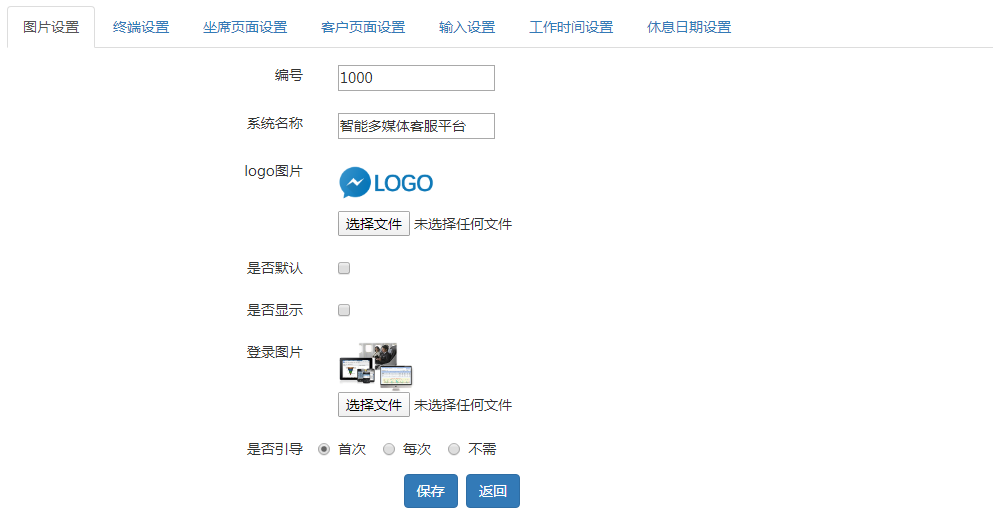 图片设置 终端设置 坐席页面设置 客户页面设置 输入设置 工作时间设置 休息日期设置
编号 1000
系统名称 智能多媒体客服平台
logo图片 LOGO
选择文件 未选择任何文件
是否默认
是否显示
登录图片
选择文件 未选择任何文件
是否引导 首次 每次 不需
保存 返回